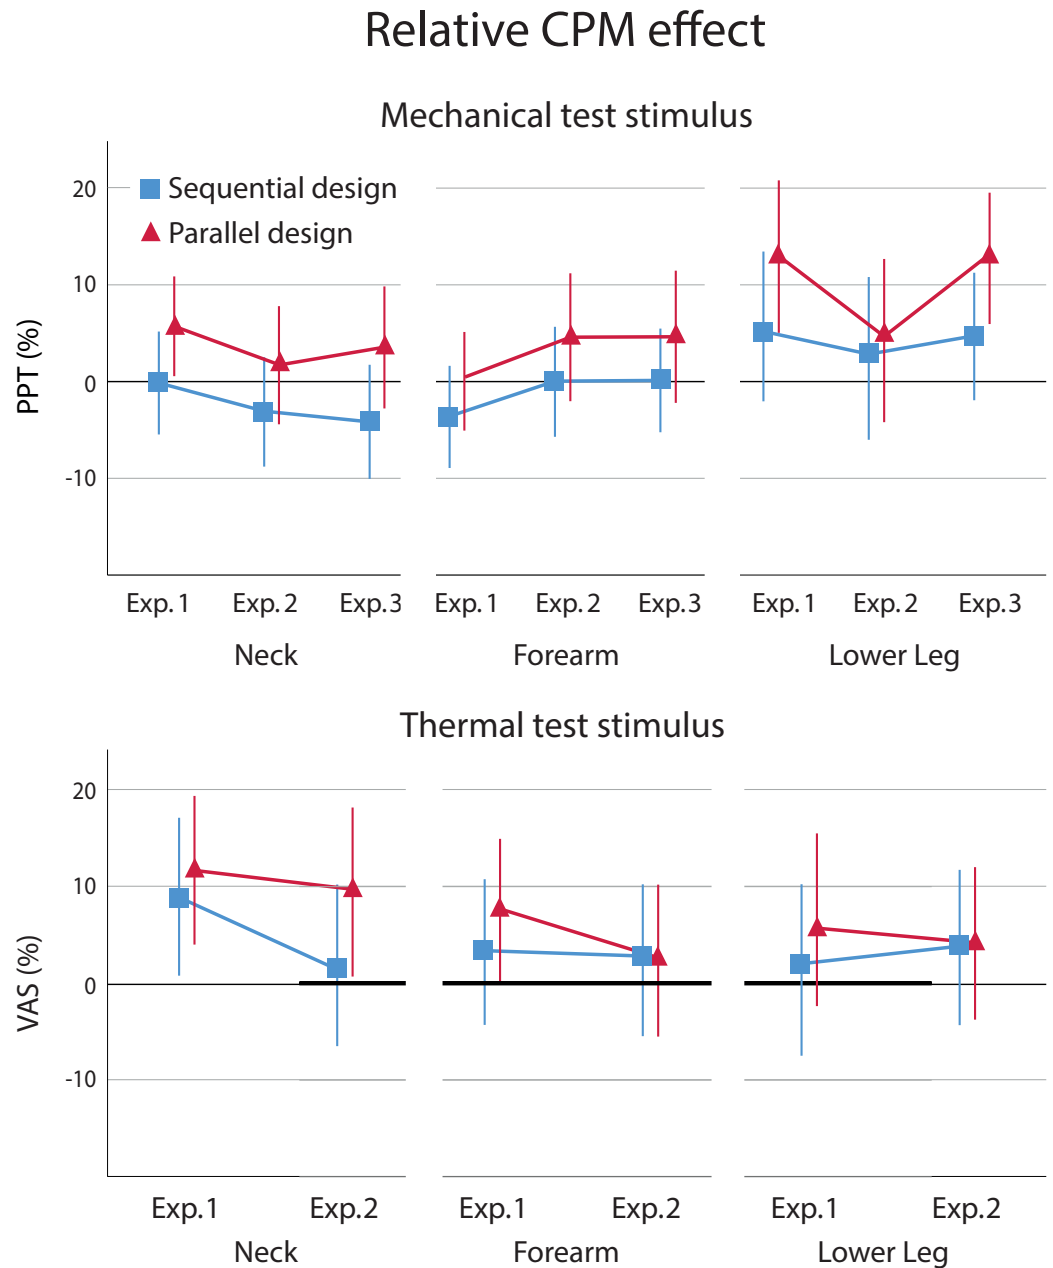 Relative CPM effect
Mechanical test stimulus
20
Sequential design
Parallel design
10
PPT (%)
0
-10
Exp. 1 Exp. 2 Exp.3 Exp. 1 Exp. 2 Exp.3 Exp. 1 Exp. 2 Exp.3
Neck Forearm Lower Leg
Thermal test stimulus
20
10
VAS (%)
0
-10
Exp.1 Exp.2 Exp.1 Exp.2 Exp.1 Exp.2
Neck Forearm Lower Leg